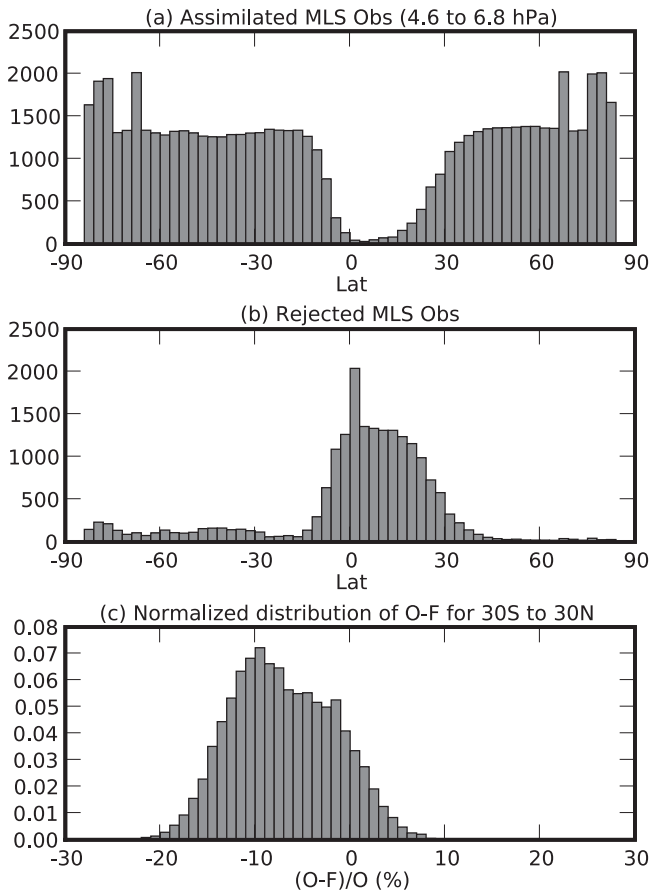 (a) Assimilated MLS Obs (4.6 to 6.8 hPa)
2500
2000
1500
1000
500
0
-90 -60 -30 0 30 60 90
Lat
(b) Rejected MLS Obs
2500
2000
1500
1000
500
0
-90 -60 -30 0 30 60 90
Lat
(c) Normalized distribution of O-F for 30S to 30N
0.08
0.07
0.06
0.05
0.04
0.03
0.02
0.01
0.00
-30 -20 -10 0 10 20 30
(O-F)/O (%)